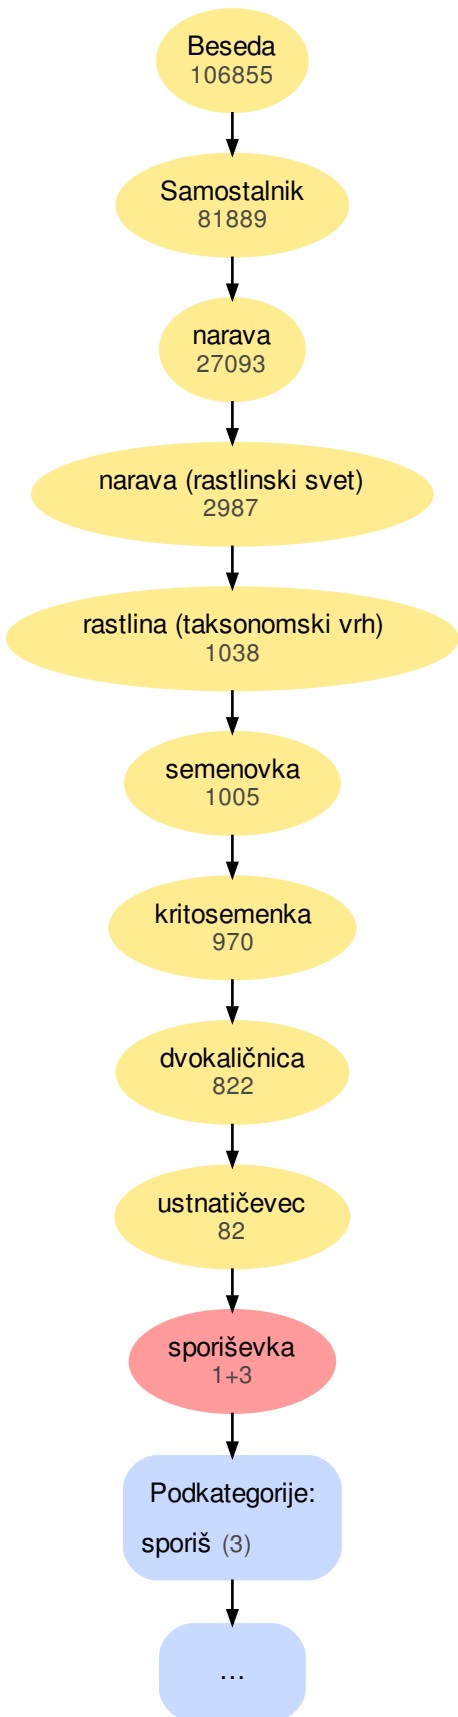 Beseda
106855
Samostalnik
81889
narava
27093
narava (rastlinski svet)
2987
rastlina (taksonomski vrh)
1038
semenovka
1005
kritosemenka
970
dvokaličnica
822
ustnatičevec
82
sporiševka
1+3
Podkategorije:
sporiš (3)
…